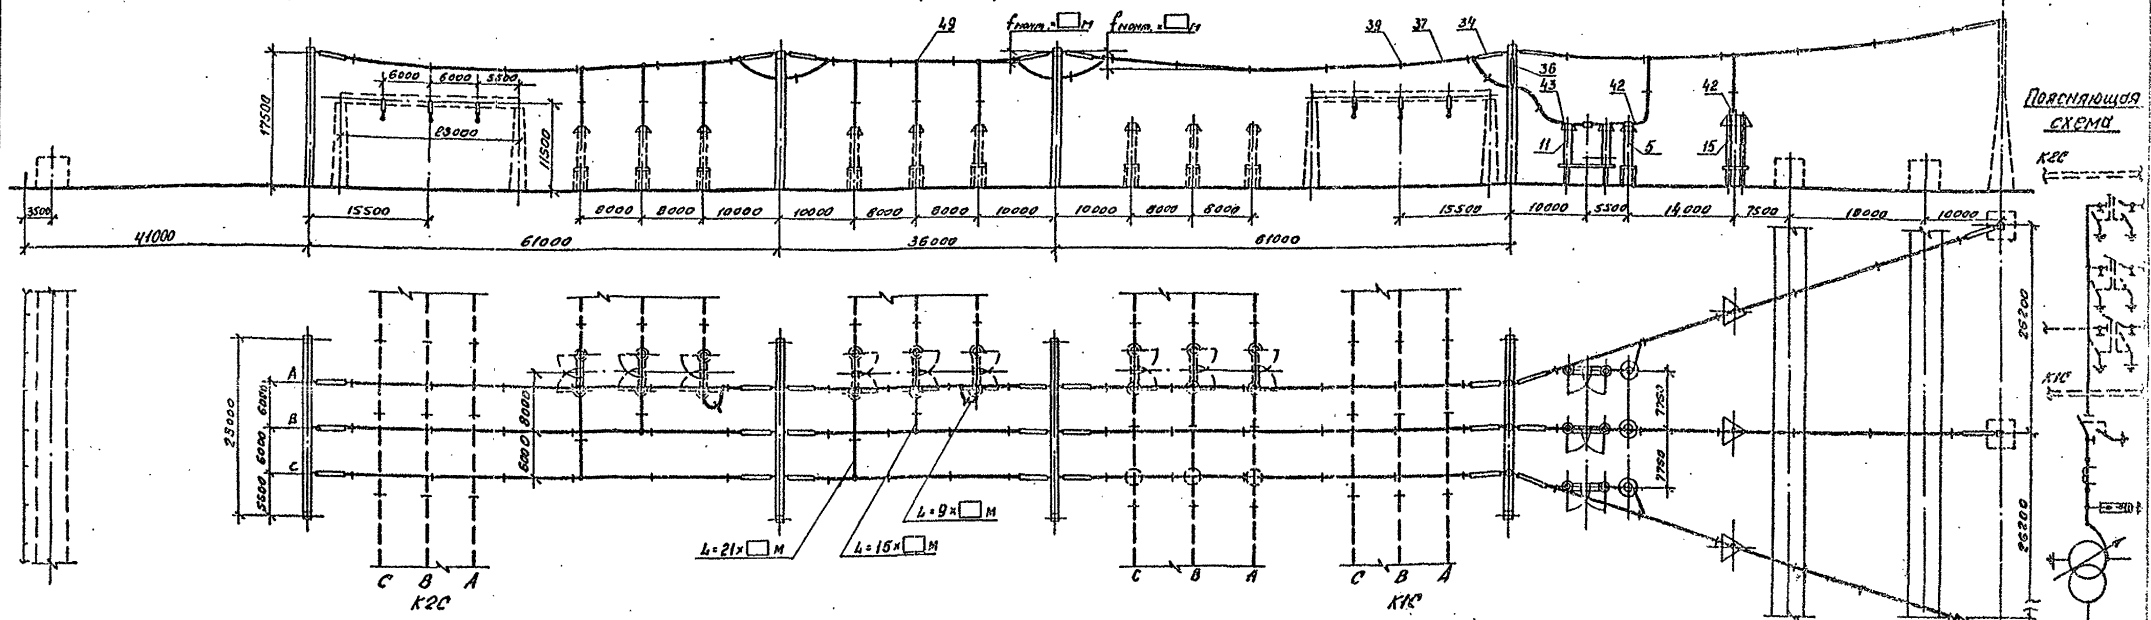 49
fмонт. = м
fмонт. = м
39
37
34
6000
6000
5500
36
43
42
42
17500
23000
11500
11
5
15
Поясняющая
схема
К2С
3500
15500
8000
8000
10000
10000
8000
8000
10000
10000
8000
8000
15500
10000
5500
14000
7500
18000
10000
41000
61000
36000
61000
А
В
С
23000
6000
6000
5500
8000
6000
26200
26200
7750
7750
К1С
L=9× м
L=21× м
L=15× м
С
В
А
К2С
С
В
А
С
В
А
К1С